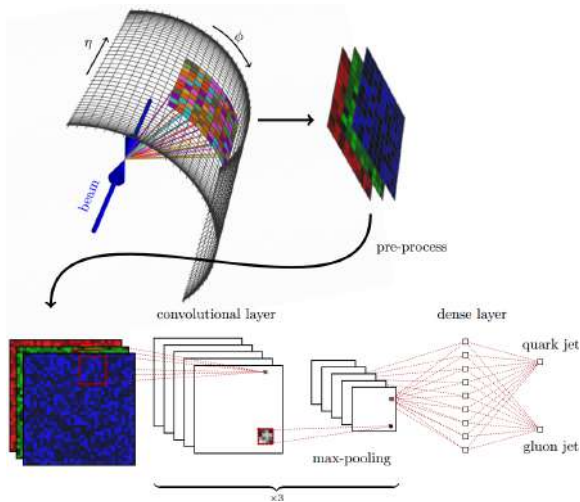 η
ϕ
beam
pre-process
convolutional layer
dense layer
quark jet
gluon jet
max-pooling
×3